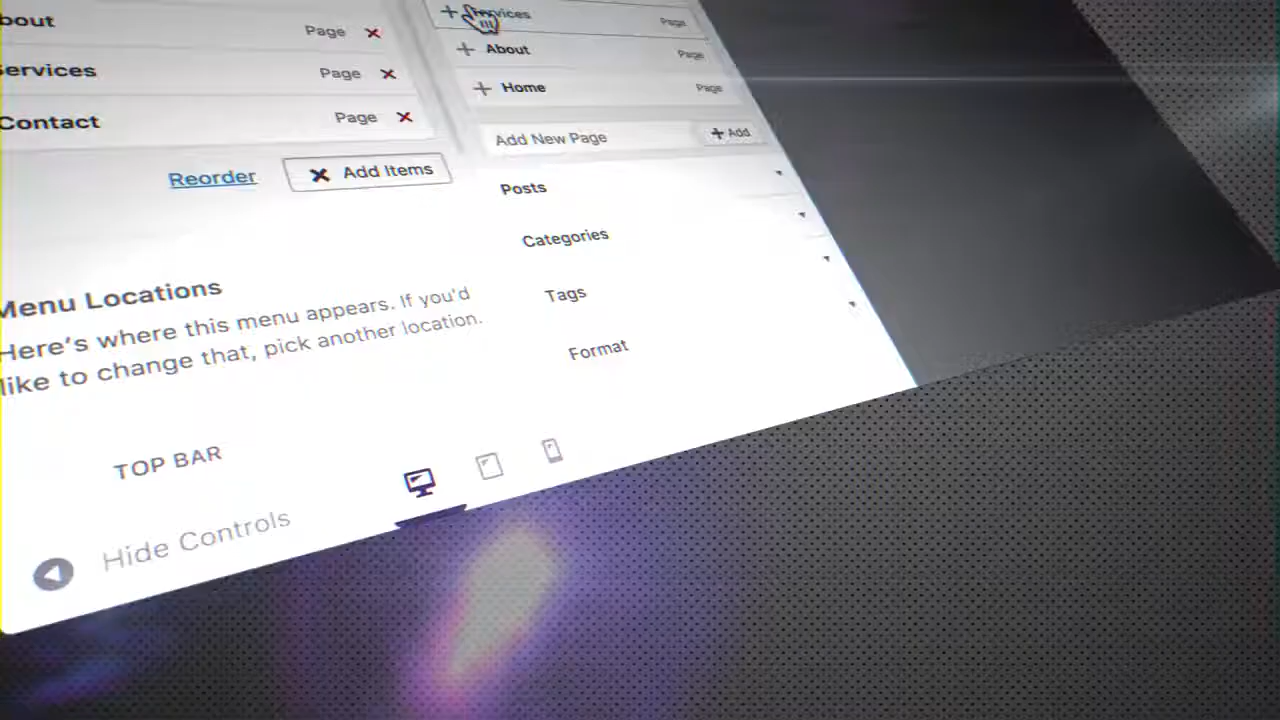 bout Page
ervices Page
Contact Page
Reorder Add Items
Menu Locations
Here's where this menu appears. If you'd
like to change that, pick another location.
TOP BAR
Hide Controls
Services Page
About Page
Home Page
Add New Page Add
Posts
Categories
Tags
Format